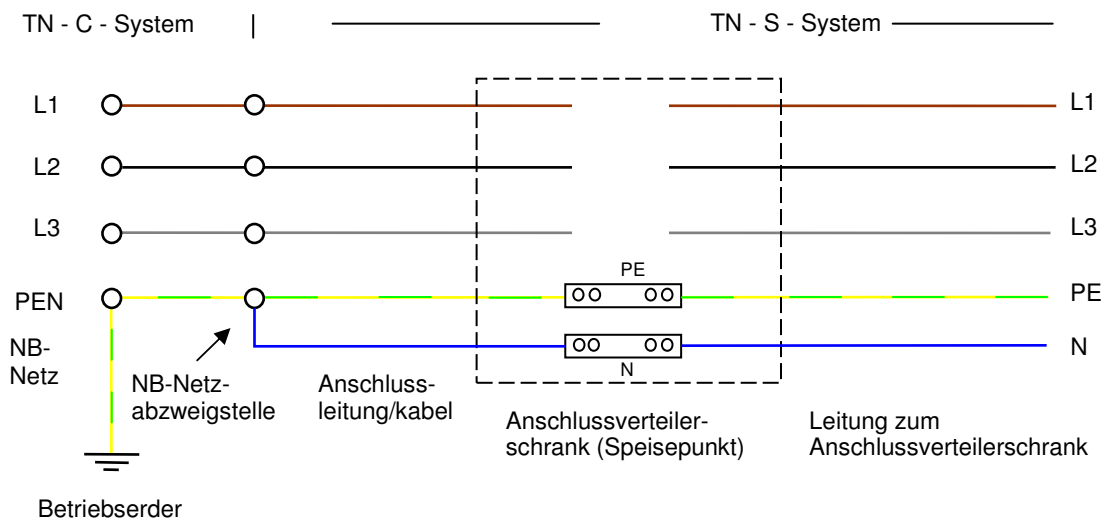 TN - C - System
TN - S - System
L1
L1
L2
L2
L3
L3
PE
PEN
PE
NB-
Netz
N
N
NB-Netz-
abzweigstelle
Anschluss-
leitung/kabel
Anschlussverteiler-
schrank (Speisepunkt)
Leitung zum
Anschlussverteilerschrank
Betriebserder